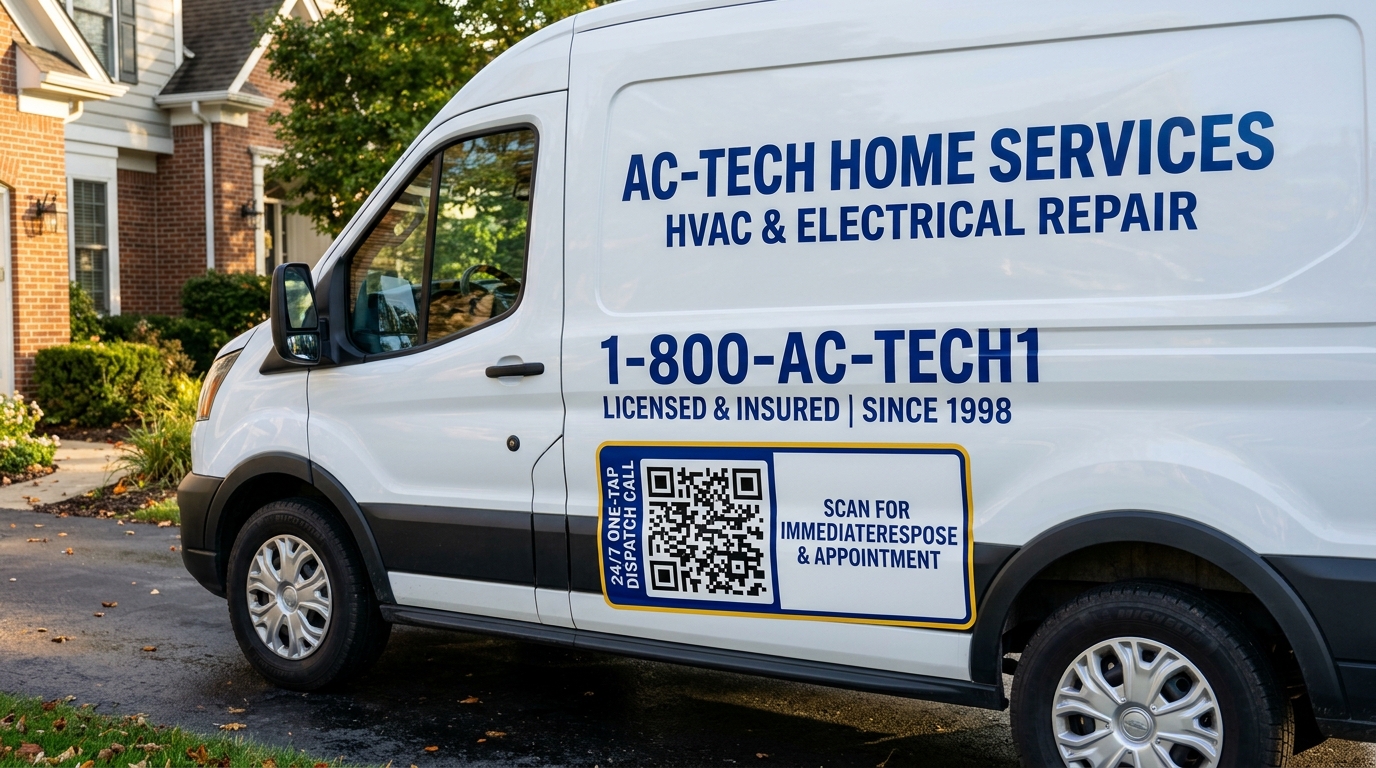 AC-TECH HOME SERVICES
HVAC & ELECTRICAL REPAIR
1-800-AC-TECH1
LICENSED & INSURED | SINCE 1998
24/7 ONE-TAP
DISPATCH CALL
SCAN FOR
IMMEDIATERESPOSE
& APPOINTMENT